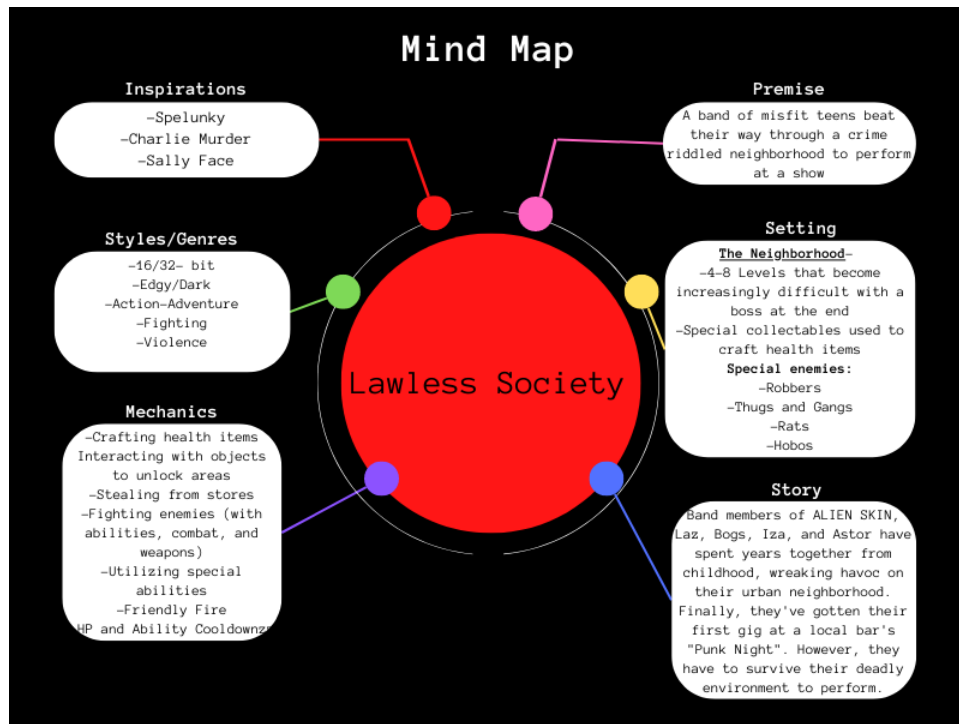 Mind Map
Inspirations
-Spelunky
-Charlie Murder
-Sally Face
Styles/Genres
-16/32- bit
-Edgy/Dark
-Action-Adventure
-Fighting
-Violence
Mechanics
-Crafting health items
Interacting with objects
to unlock areas
-Stealing from stores
-Fighting enemies (with
abilities, combat, and
weapons)
-Utilizing special
abilities
-Friendly Fire
HP and Ability Cooldownz
Lawless Society
Premise
A band of misfit teens beat
their way through a crime
riddled neighborhood to perform
at a show
Setting
The Neighborhood-
-4-8 Levels that become
increasingly difficult with a
boss at the end
-Special collectables used to
craft health items
Special enemies:
-Robbers
-Thugs and Gangs
-Rats
-Hobos
Story
Band members of ALIEN SKIN,
Laz, Bogs, Iza, and Astor have
spent years together from
childhood, wreaking havoc on
their urban neighborhood.
Finally, they've gotten their
first gig at a local bar's
"Punk Night". However, they
have to survive their deadly
environment to perform.